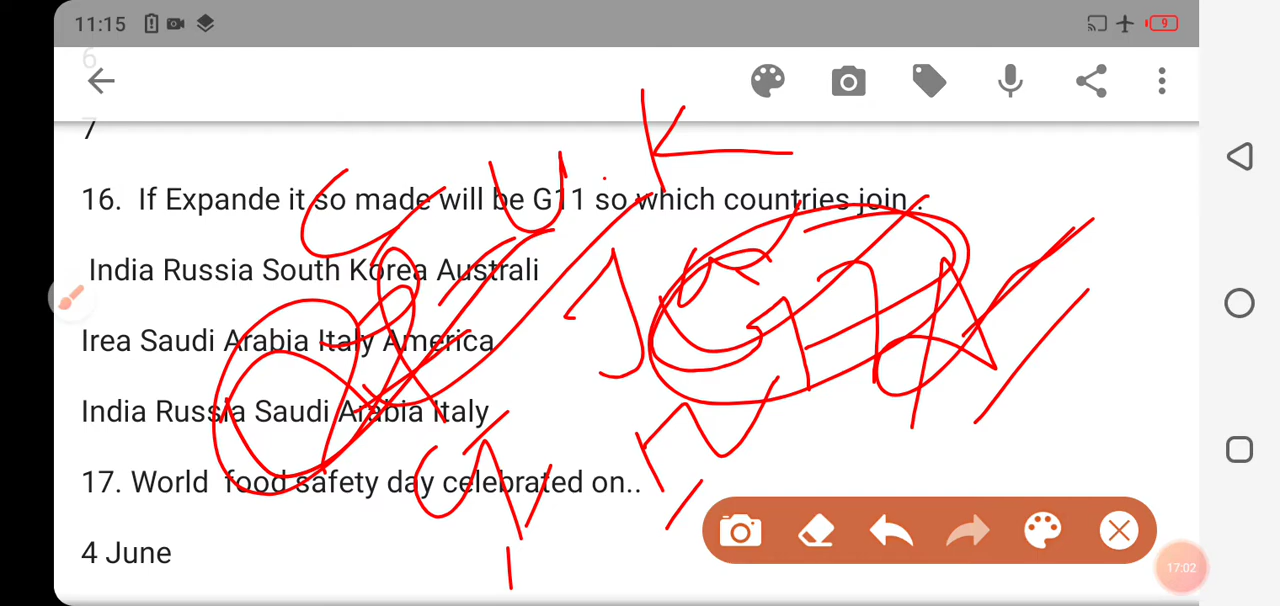 11:15
9
6
7
16. If Expande it so made will be G11 so which countries join .
India Russia South Korea Australi
Irea Saudi Arabia Italy America
India Russia Saudi Arabia Italy
17. World food safety day celebrated on..
4 June
17:02